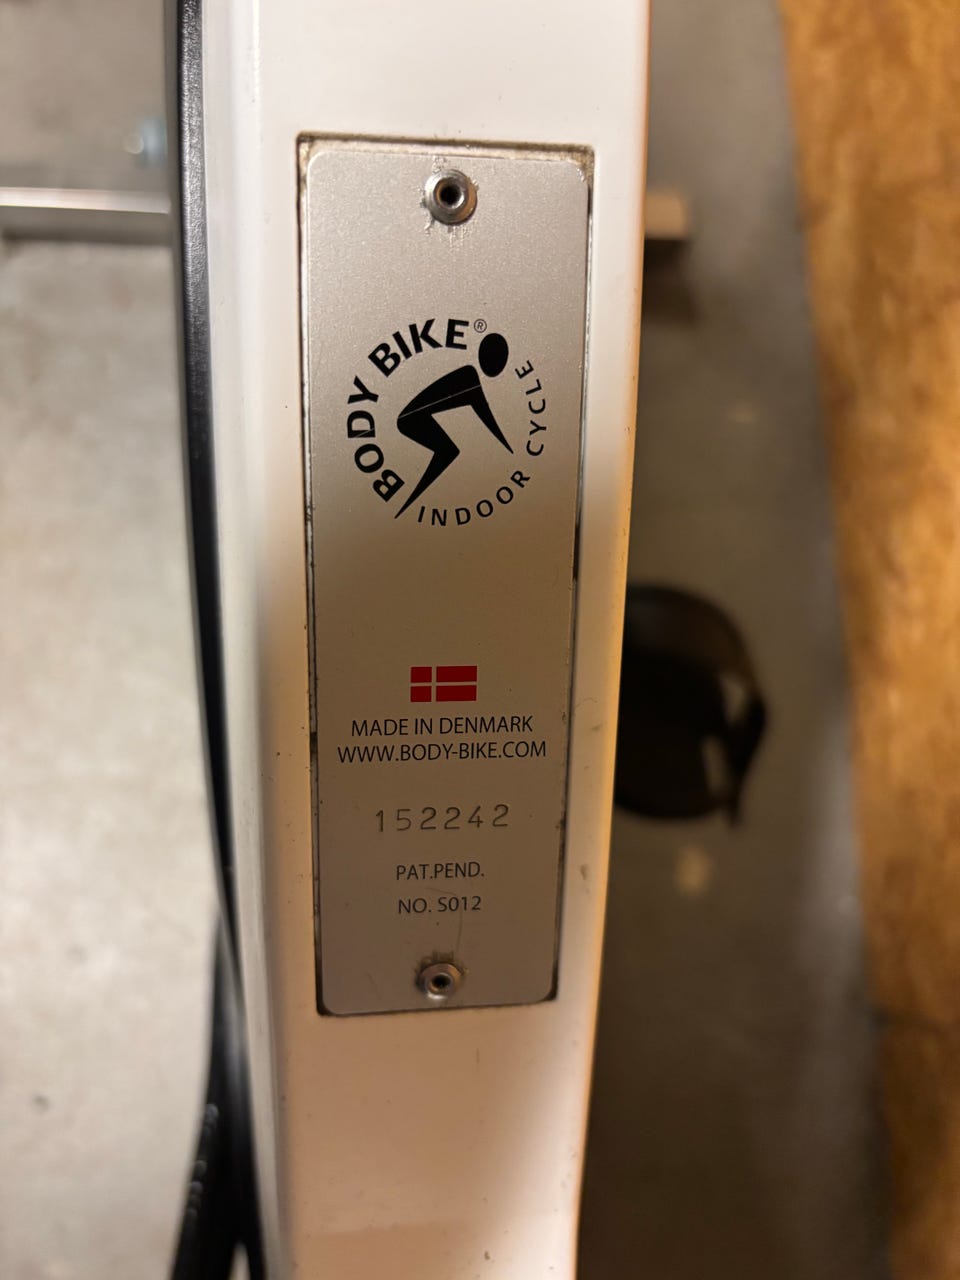 BODY BIKE®
INDOOR CYCLE
MADE IN DENMARK
WWW.BODY-BIKE.COM
152242
PAT.PEND.
NO. S012